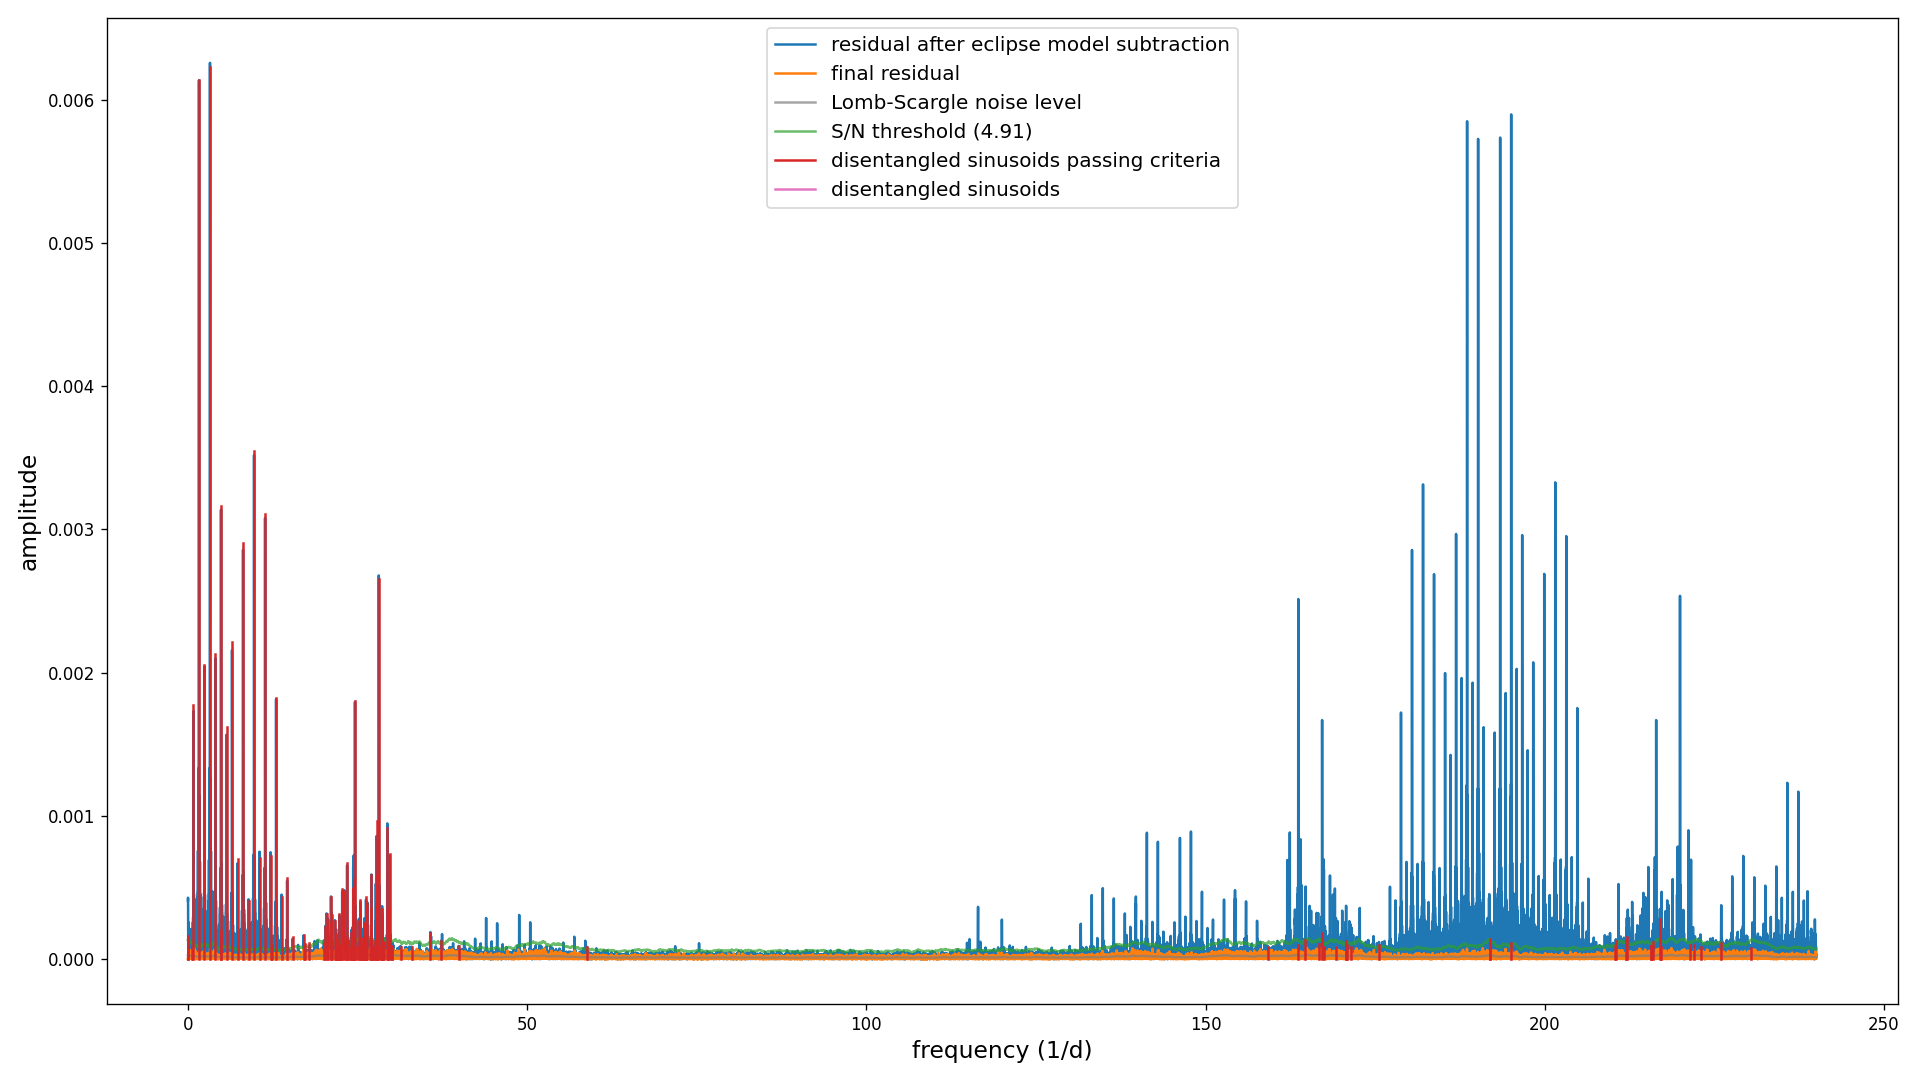 residual after eclipse model subtraction
final residual
Lomb-Scargle noise level
S/N threshold (4.91)
disentangled sinusoids passing criteria
disentangled sinusoids
0.006
0.005
0.004
0.003
0.002
0.001
0.000
amplitude
0 50 100 150 200 250
frequency (1/d)